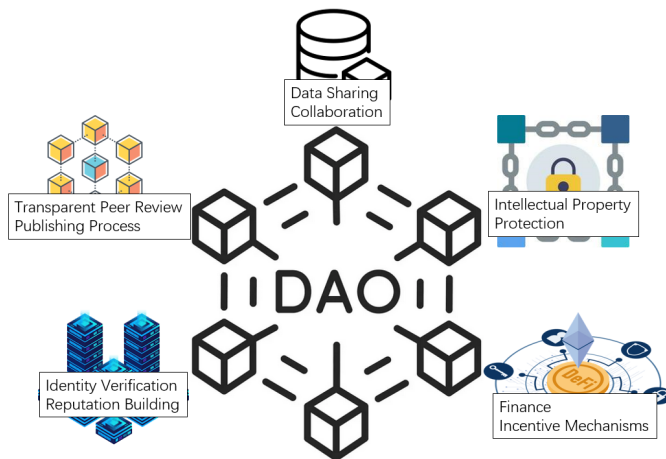 Data Sharing
Collaboration
Transparent Peer Review
Publishing Process
Intellectual Property
Protection
DAO
Identity Verification
Reputation Building
DeFi
Finance
Incentive Mechanisms